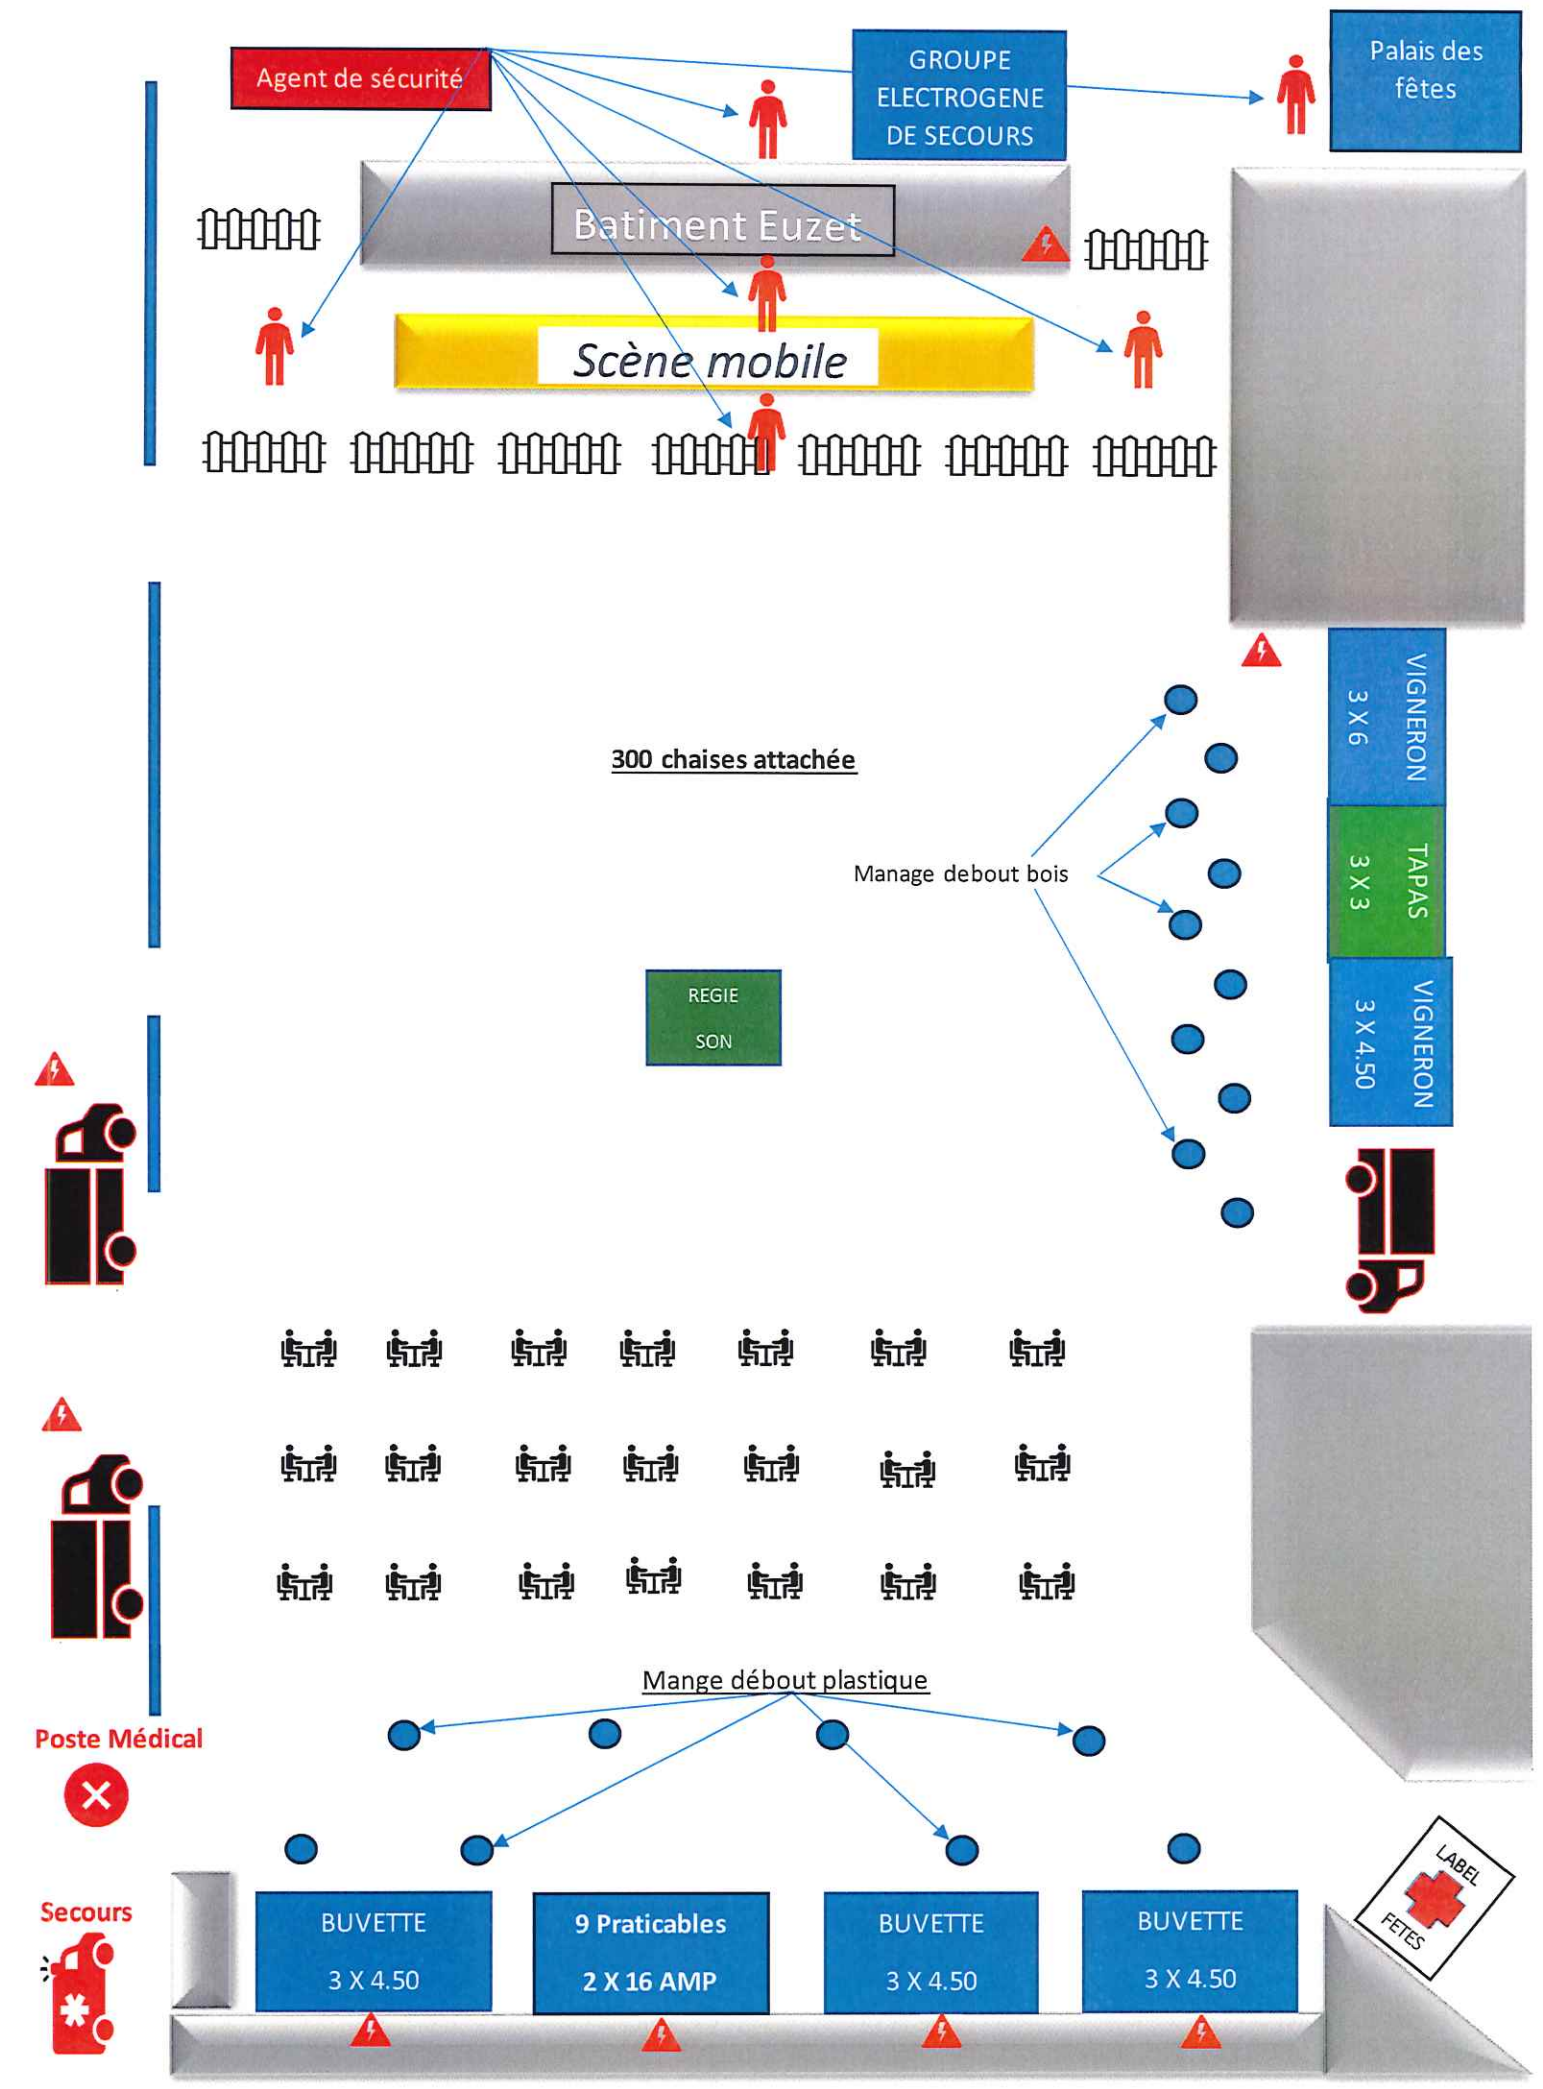 Agent de sécurité
GROUPE
ELECTROGENE
DE SECOURS
Palais des
fêtes
Batiment Euzet
Scène mobile
VIGNERON
3 X 6
300 chaises attachée
TAPAS
3 X 3
Manage debout bois
VIGNERON
3 X 4.50
REGIE
SON
Mange débout plastique
Poste Médical
LABEL
FETES
Secours
BUVETTE
3 X 4.50
9 Praticables
2 X 16 AMP
BUVETTE
3 X 4.50
BUVETTE
3 X 4.50